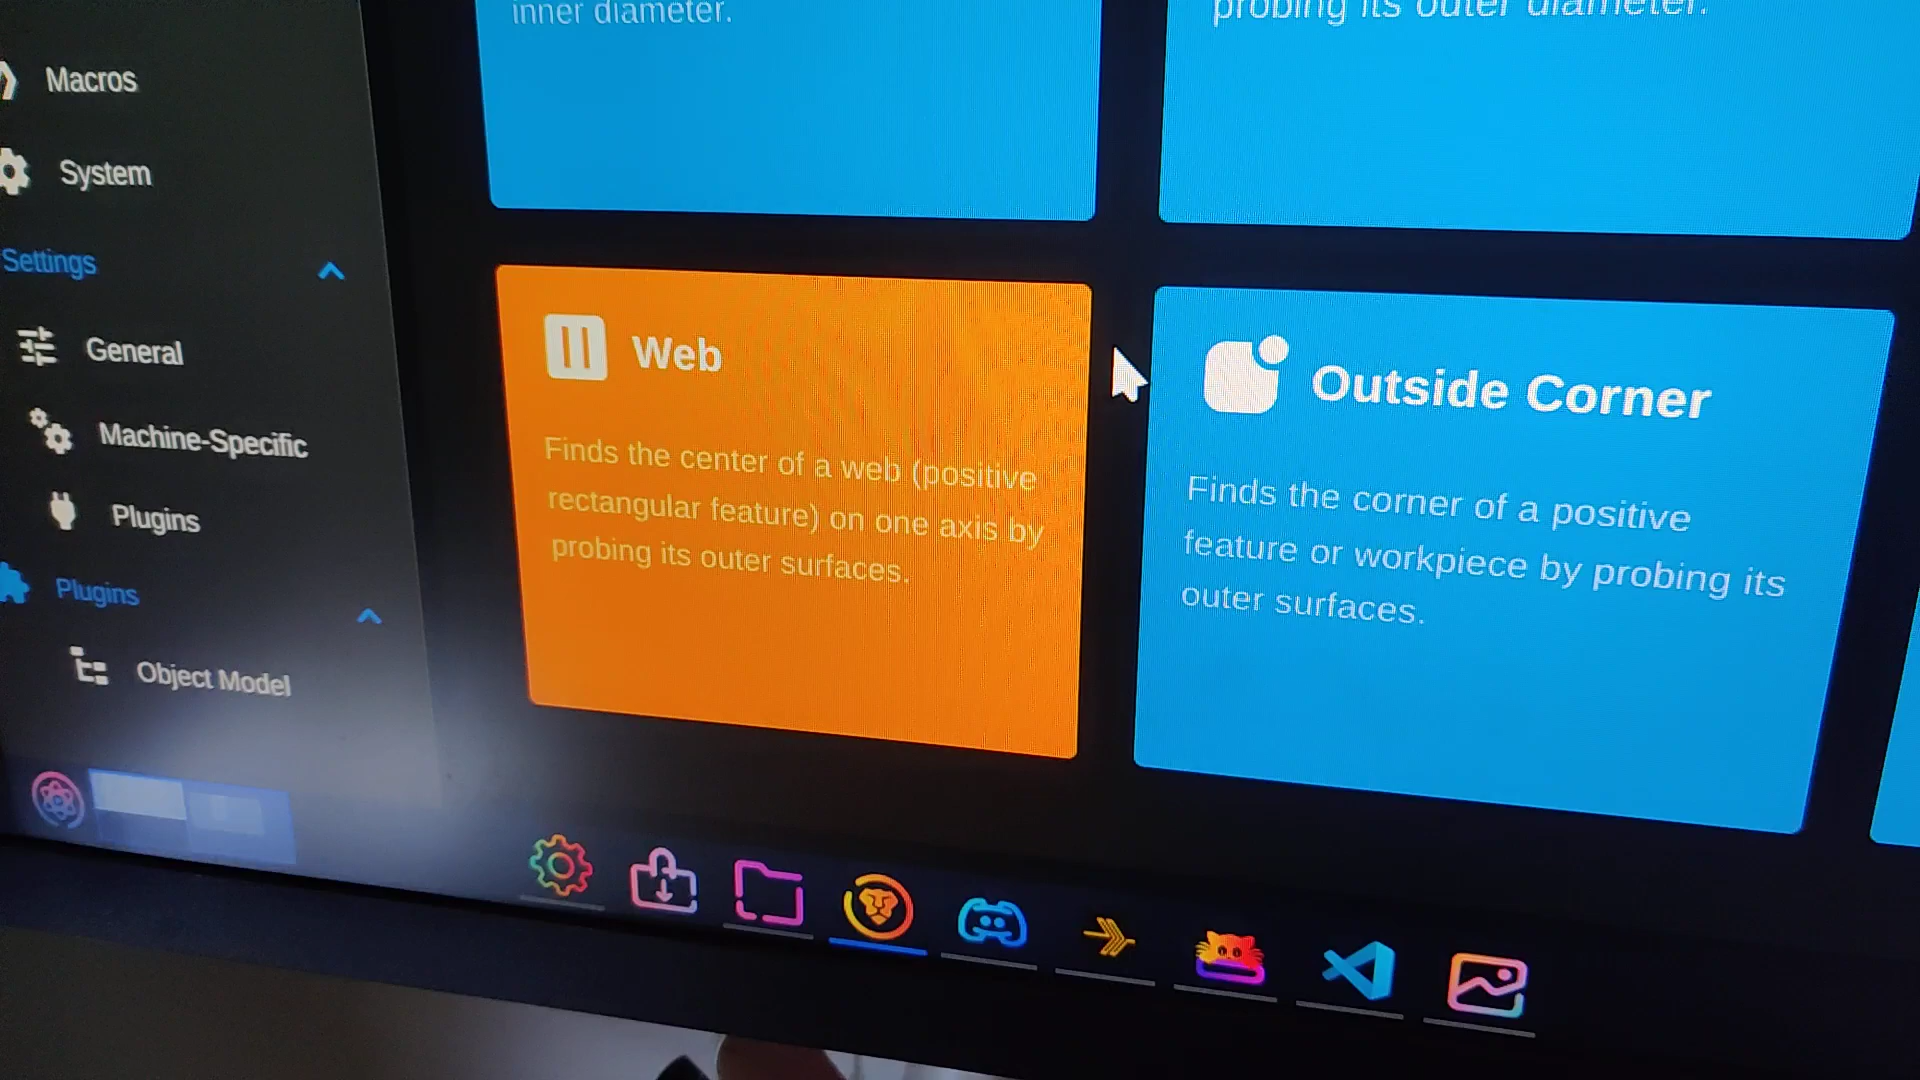 inner diameter.
probing its outer diameter.
Macros
System
Settings
General
Machine-Specific
Plugins
Plugins
Object Model
Web
Finds the center of a web (positive
rectangular feature) on one axis by
probing its outer surfaces.
Outside Corner
Finds the corner of a positive
feature or workpiece by probing its
outer surfaces.